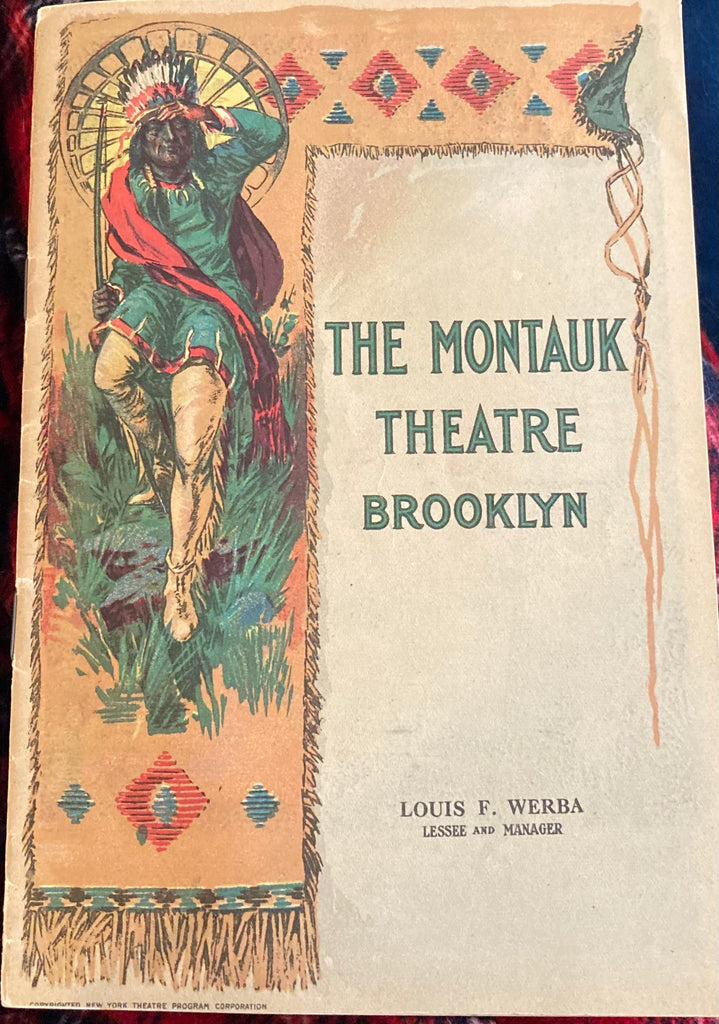 THE MONTAUK
THEATRE
BROOKLYN
LOUIS F. WERBA
LESSEE AND MANAGER
COPYRIGHTED NEW YORK THEATRE PROGRAM CORPORATION